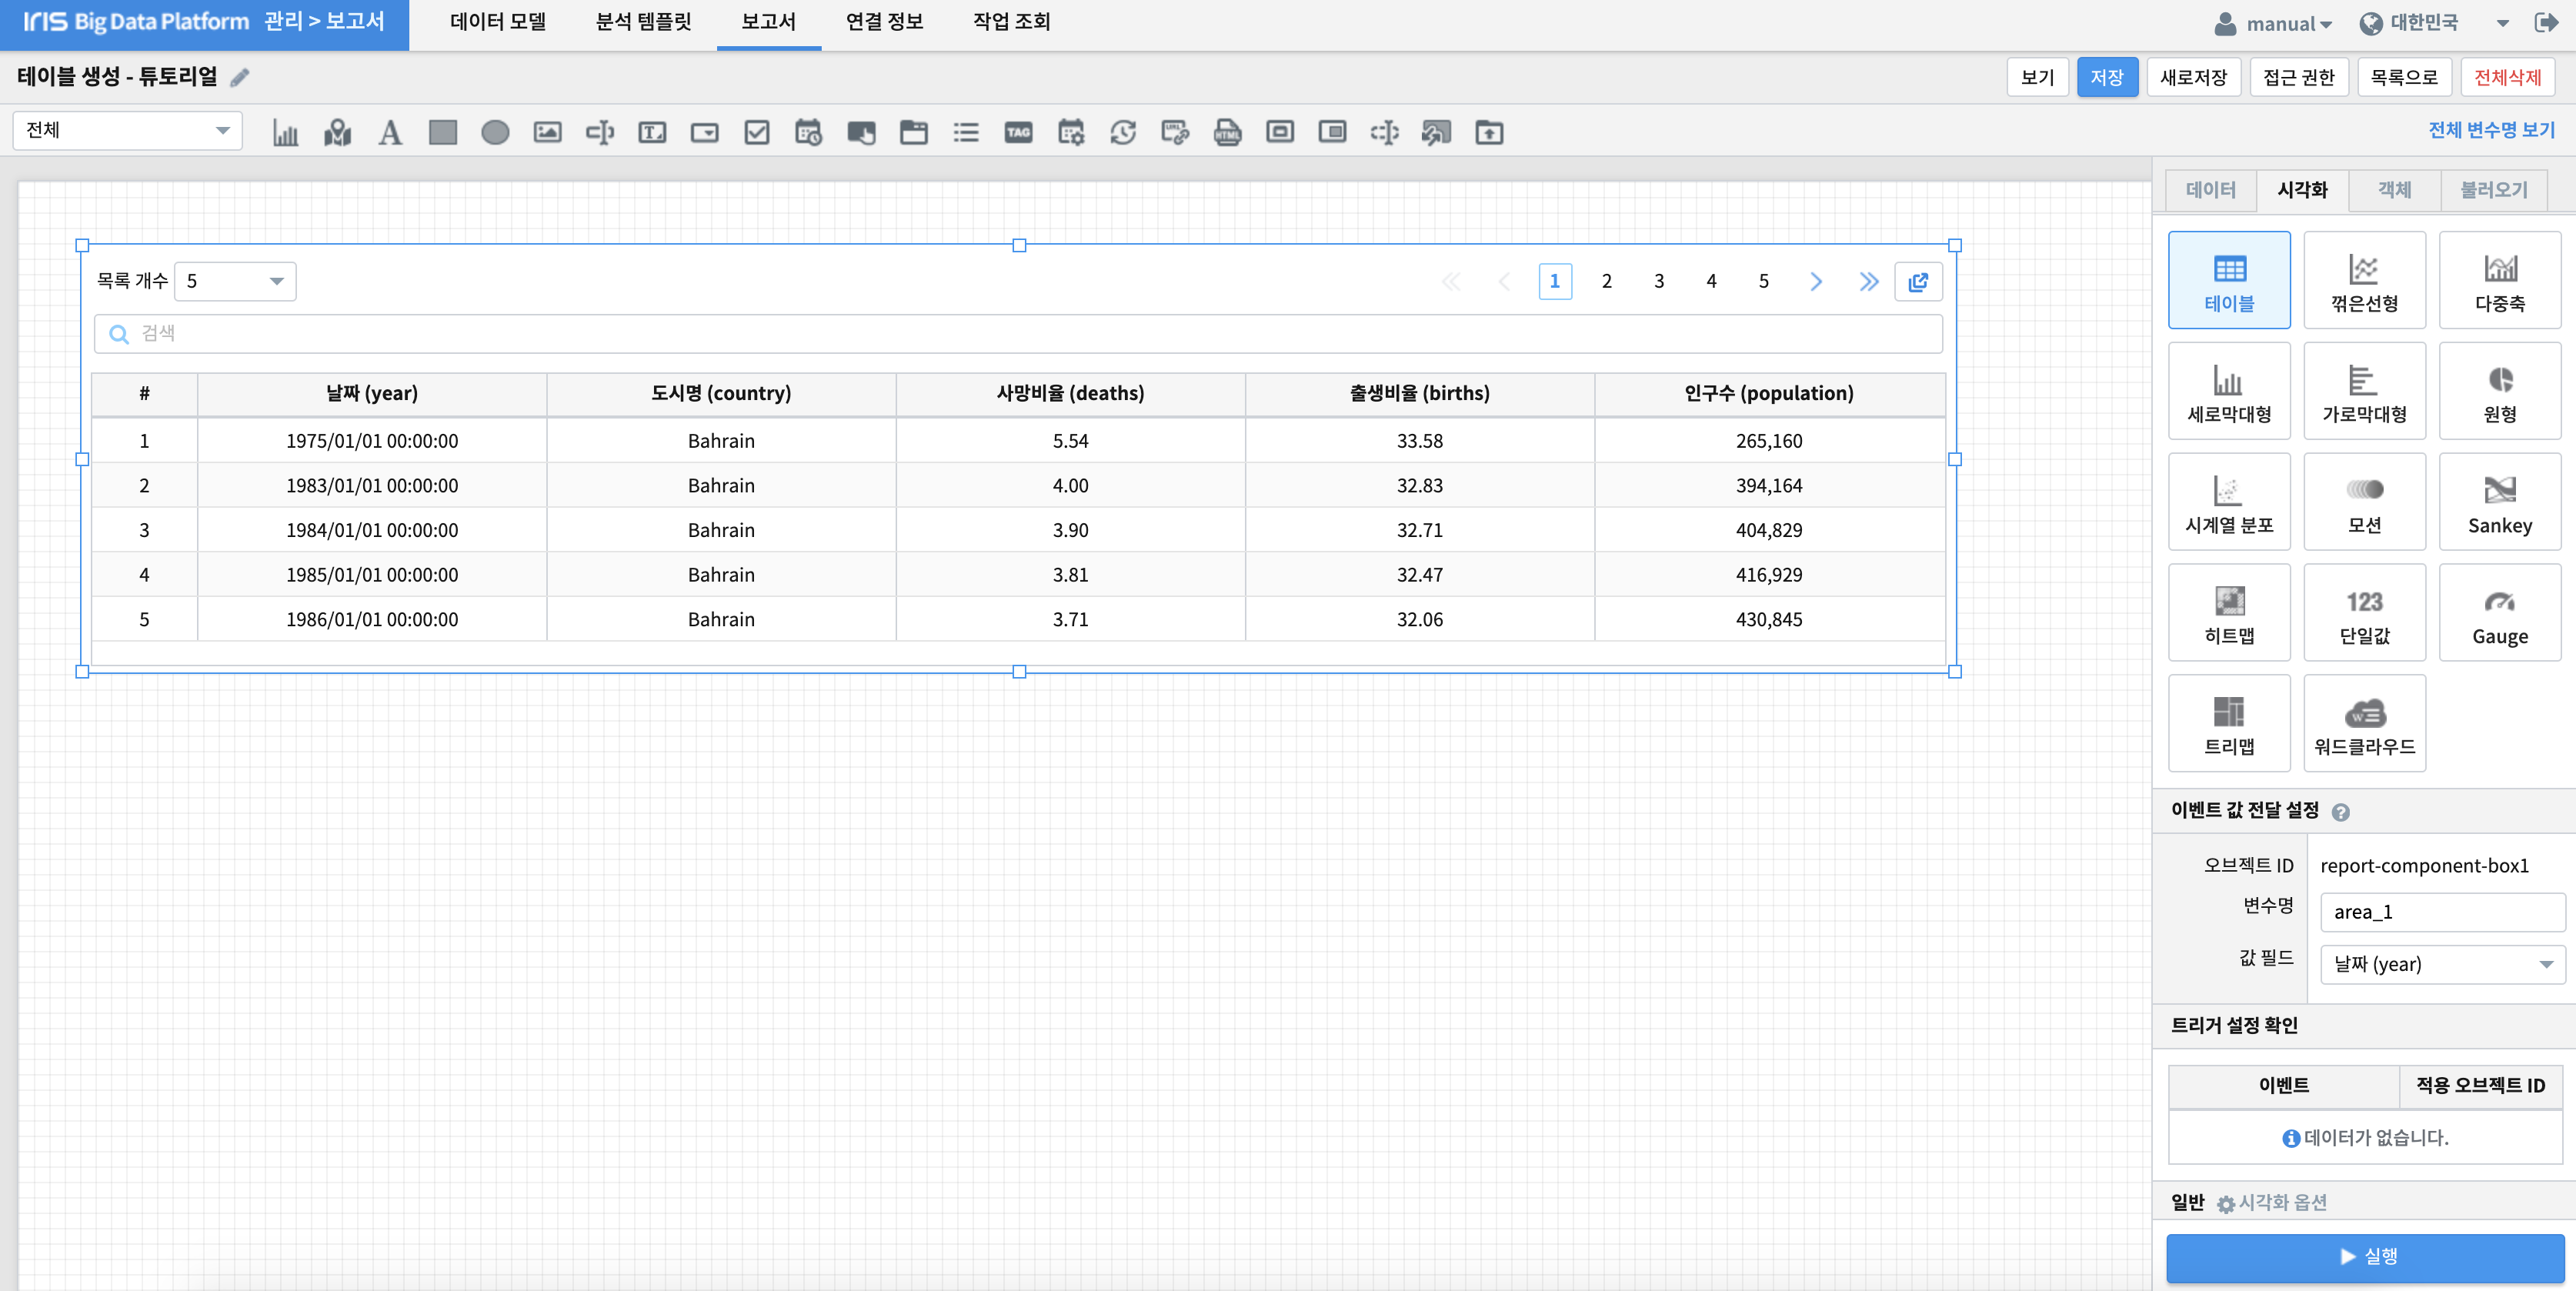 IRIS Big Data Platform 관리 > 보고서 데이터 모델 분석 템플릿 보고서 연결 정보 작업 조회 manual 대한민국
테이블 생성 - 튜토리얼 보기 저장 새로저장 접근 권한 목록으로 전체삭제
전체 A T TAG URL HTML 전체 변수명 보기
데이터 시각화 객체 불러오기
목록 개수 5 1 2 3 4 5
검색
# 날짜 (year) 도시명 (country) 사망비율 (deaths) 출생비율 (births) 인구수 (population)
1 1975/01/01 00:00:00 Bahrain 5.54 33.58 265,160
2 1983/01/01 00:00:00 Bahrain 4.00 32.83 394,164
3 1984/01/01 00:00:00 Bahrain 3.90 32.71 404,829
4 1985/01/01 00:00:00 Bahrain 3.81 32.47 416,929
5 1986/01/01 00:00:00 Bahrain 3.71 32.06 430,845
테이블 꺾은선형 다중축
세로막대형 가로막대형 원형
시계열 분포 모션 Sankey
123
히트맵 단일값 Gauge
W
트리맵 워드클라우드
이벤트 값 전달 설정 ?
오브젝트 ID report-component-box1
변수명 area_1
값 필드 날짜 (year)
트리거 설정 확인
이벤트 적용 오브젝트 ID
데이터가 없습니다.
일반 시각화 옵션
실행